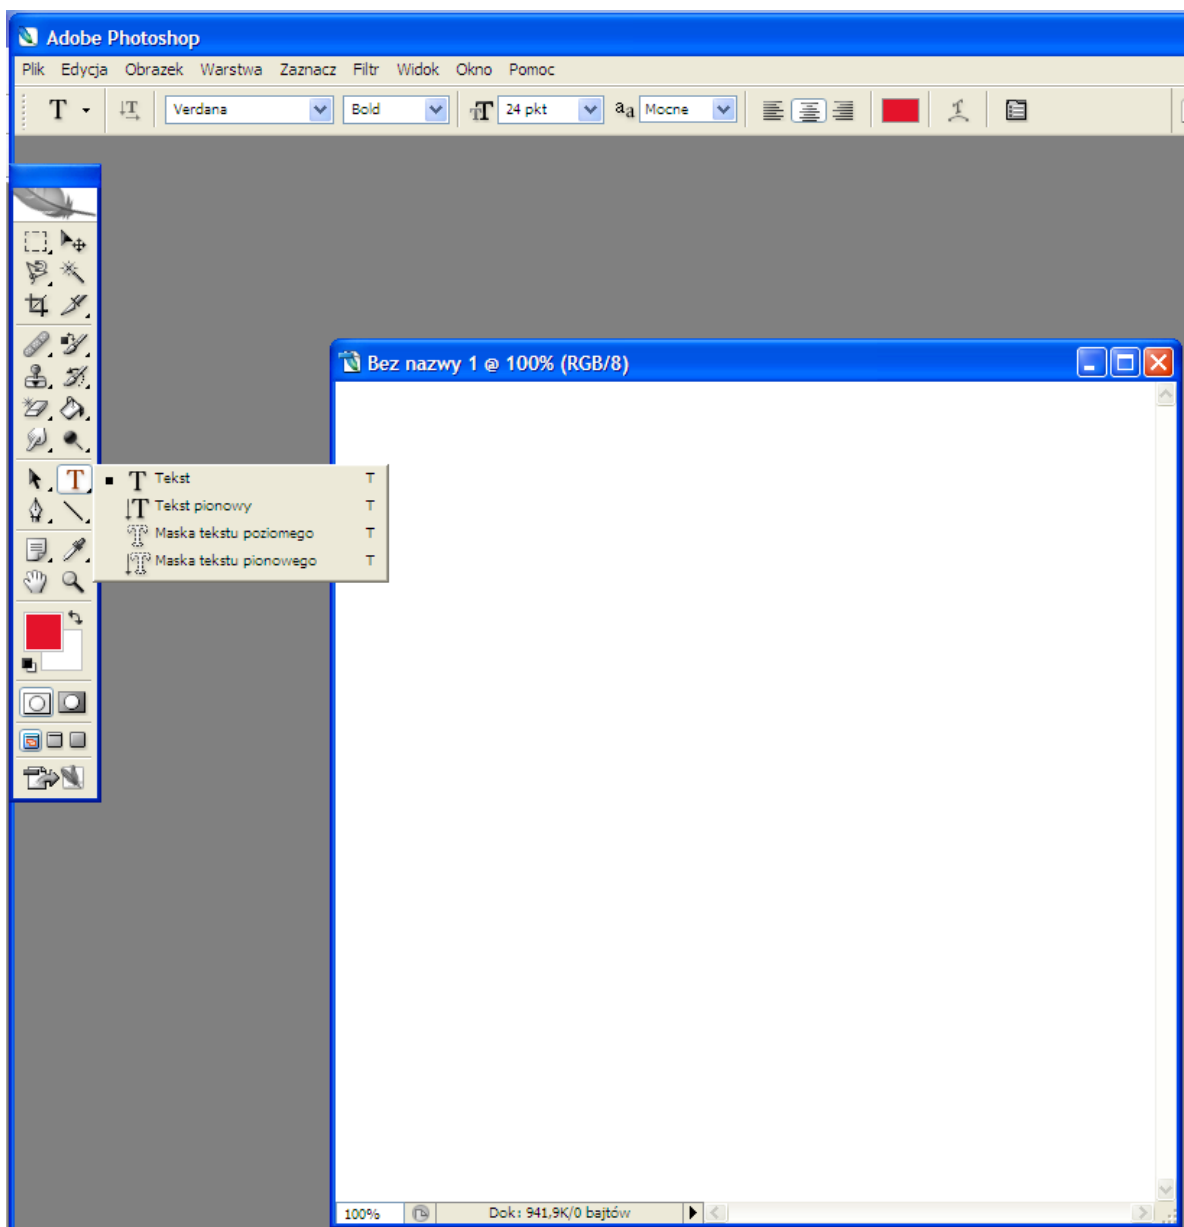 Adobe Photoshop
Plik Edycja Obrazek Warstwa Zaznacz Filtr Widok Okno Pomoc
T Verdana Bold 24 pkt aa Mocne
Bez nazwy 1 @ 100% (RGB/8)
T Tekst T
T Tekst pionowy T
T Maska tekstu poziomego T
T Maska tekstu pionowego T
100% Dok: 941,9K/0 bajtów